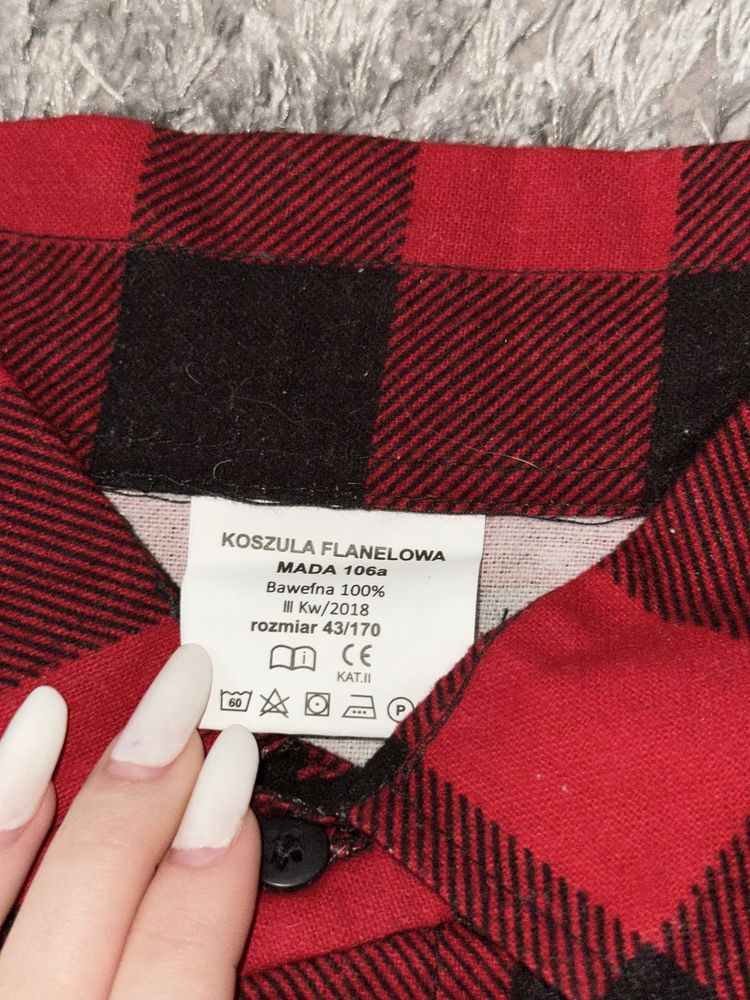 KOSZULA FLANELOWA
MADA 106a
Bawełna 100%
III Kw/2018
rozmiar 43/170
i CE
KAT.II
60 P